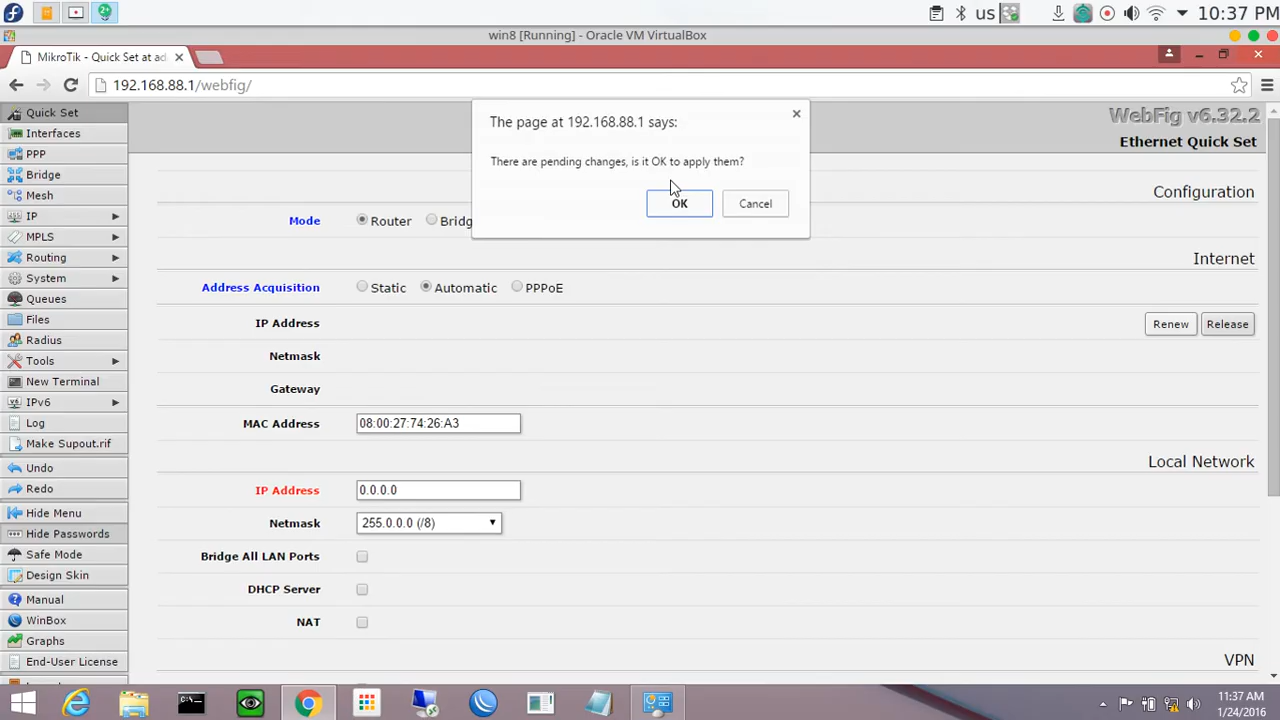 us
10:37 PM
win8 [Running] - Oracle VM VirtualBox
MikroTik - Quick Set at ad
192.168.88.1/webfig/
Quick Set
Interfaces
PPP
Bridge
Mesh
IP
MPLS
Routing
System
Queues
Files
Radius
Tools
New Terminal
IPv6
Log
Make Supout.rif
Undo
Redo
Hide Menu
Hide Passwords
Safe Mode
Design Skin
Manual
WinBox
Graphs
End-User License
The page at 192.168.88.1 says:
There are pending changes, is it OK to apply them?
OK
Cancel
WebFig v6.32.2
Ethernet Quick Set
Configuration
Mode
Router
Bridg
Internet
Address Acquisition
Static
Automatic
PPPoE
IP Address
Renew
Release
Netmask
Gateway
MAC Address
08:00:27:74:26:A3
Local Network
IP Address
0.0.0.0
Netmask
255.0.0.0 (/8)
Bridge All LAN Ports
DHCP Server
NAT
VPN
11:37 AM
1/24/2016